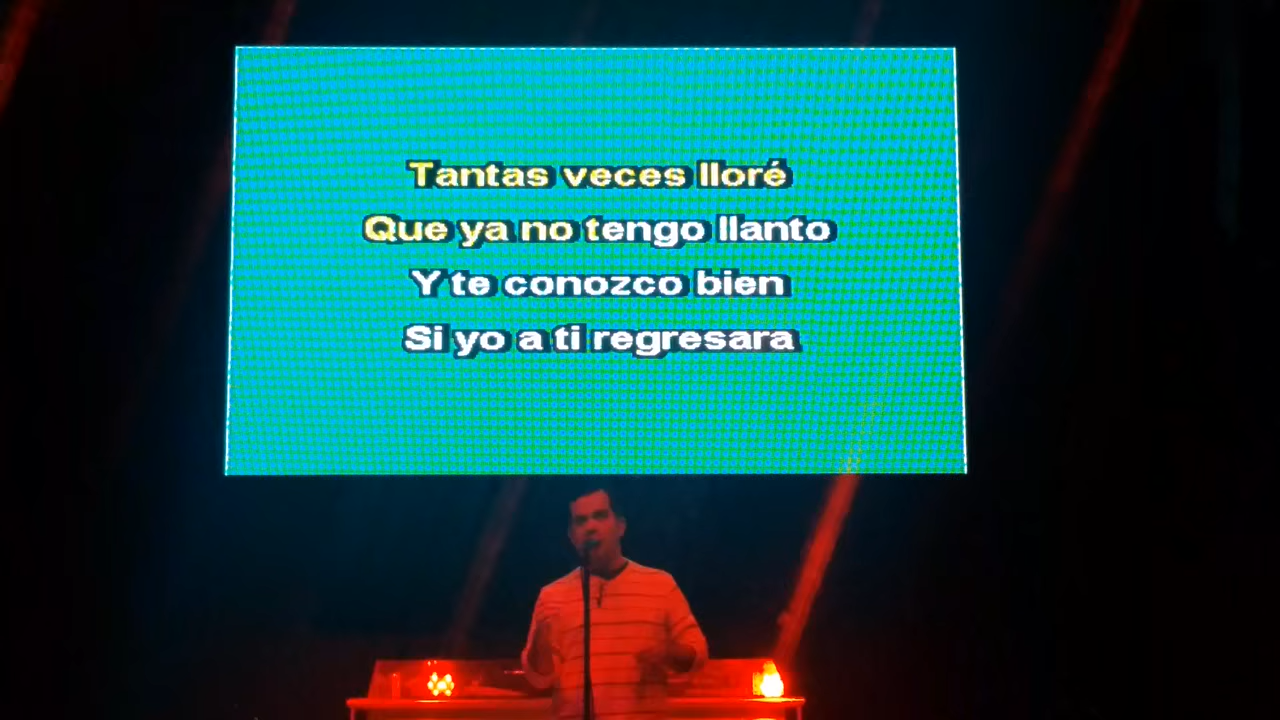 Tantas veces lloré
Que ya no tengo llanto
Y te conozco bien
Si yo a ti regresara